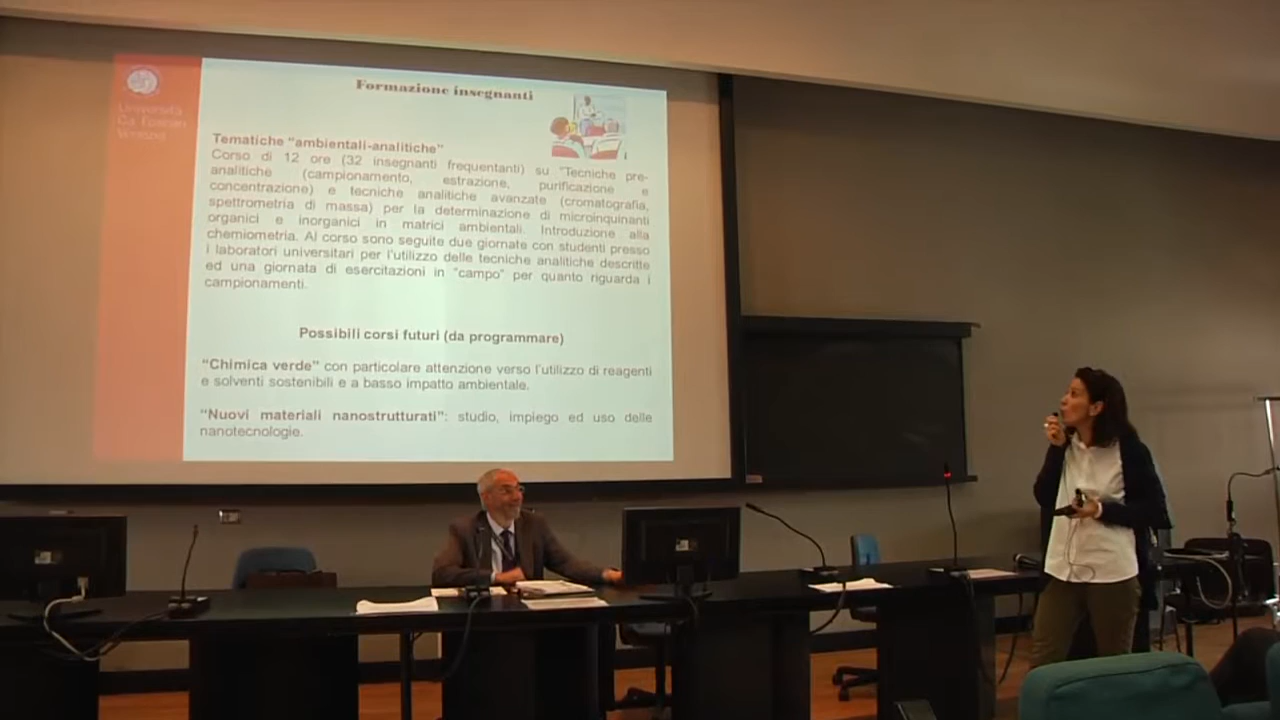 Università
Ca' Foscari
Venezia
Formazione insegnanti
Tematiche "ambientali-analitiche"
Corso di 12 ore (32 insegnanti frequentanti) su "Tecniche pre-
analitiche (campionamento, estrazione, purificazione e
concentrazione) e tecniche analitiche avanzate (cromatografia,
spettrometria di massa) per la determinazione di microinquinanti
organici e inorganici in matrici ambientali. Introduzione alla
chemiometria. Al corso sono seguite due giornate con studenti presso
i laboratori universitari per l'utilizzo delle tecniche analitiche descritte
ed una giornata di esercitazioni in "campo" per quanto riguarda i
campionamenti.
Possibili corsi futuri (da programmare)
"Chimica verde" con particolare attenzione verso l'utilizzo di reagenti
e solventi sostenibili e a basso impatto ambientale.
"Nuovi materiali nanostrutturati": studio, impiego ed uso delle
nanotecnologie.